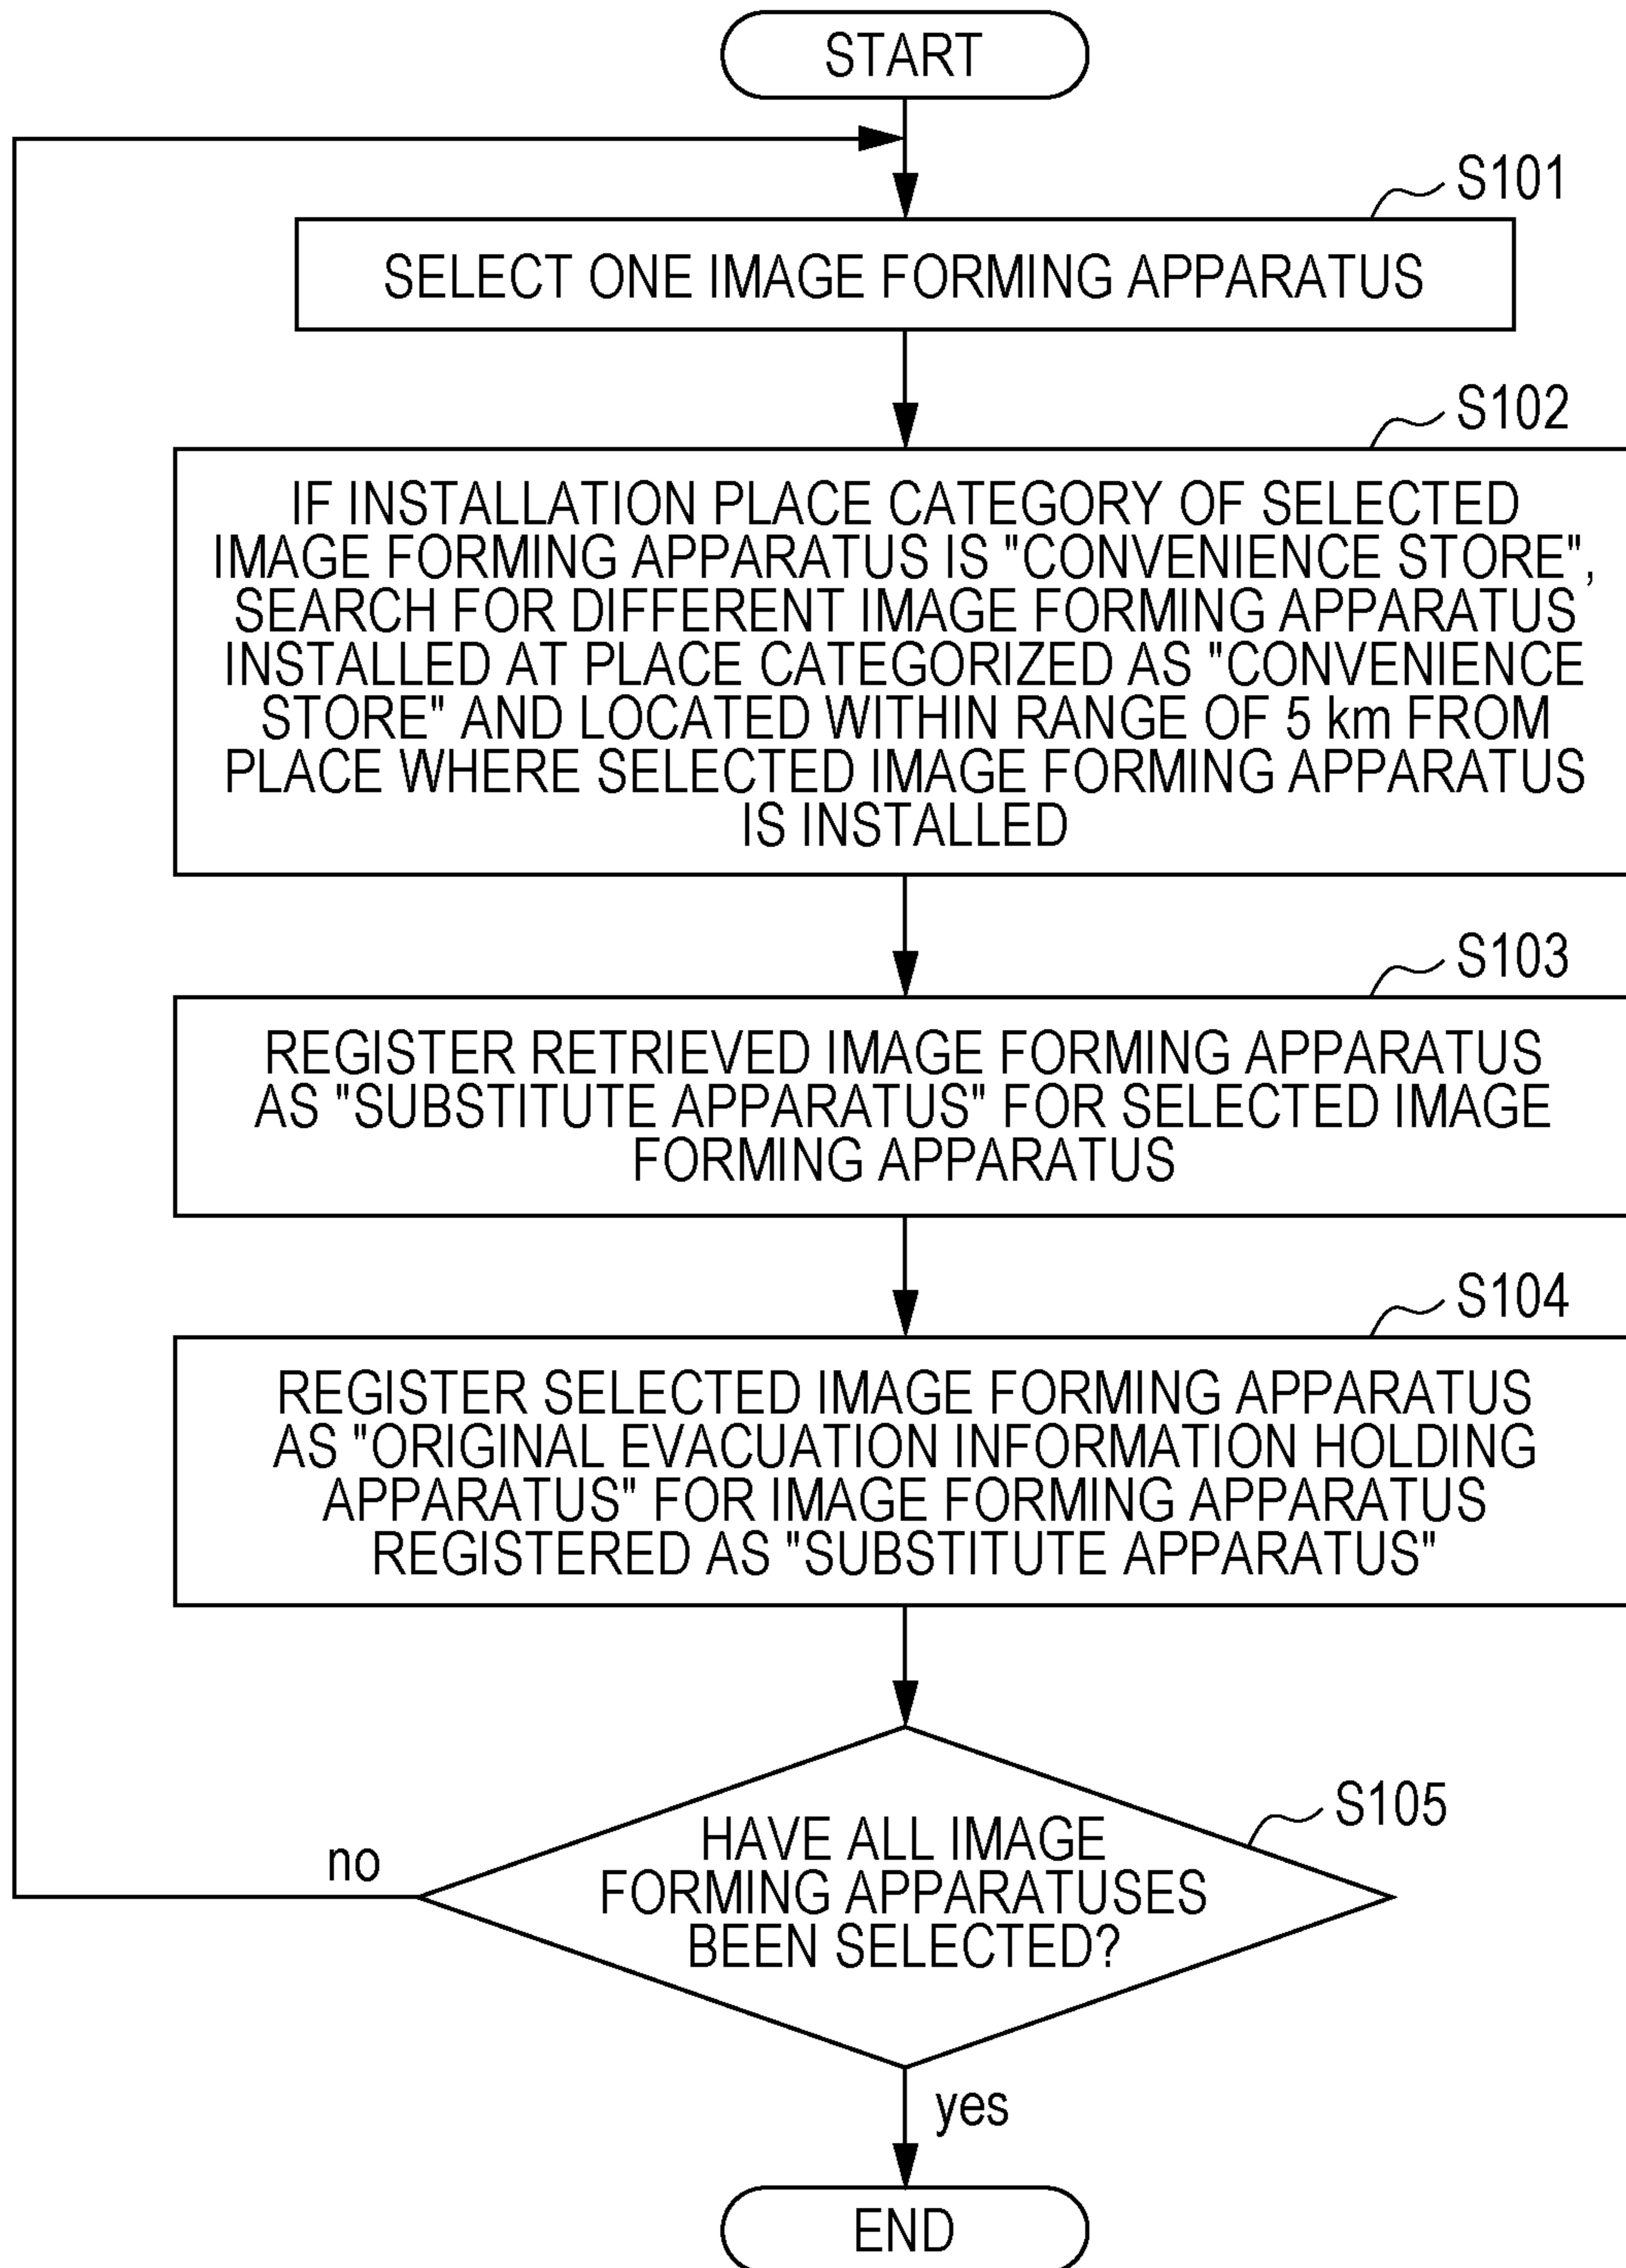 START
S101
SELECT ONE IMAGE FORMING APPARATUS
S102
IF INSTALLATION PLACE CATEGORY OF SELECTED
IMAGE FORMING APPARATUS IS "CONVENIENCE STORE",
SEARCH FOR DIFFERENT IMAGE FORMING APPARATUS
INSTALLED AT PLACE CATEGORIZED AS "CONVENIENCE
STORE" AND LOCATED WITHIN RANGE OF 5 km FROM
PLACE WHERE SELECTED IMAGE FORMING APPARATUS
IS INSTALLED
S103
REGISTER RETRIEVED IMAGE FORMING APPARATUS
AS "SUBSTITUTE APPARATUS" FOR SELECTED IMAGE
FORMING APPARATUS
S104
REGISTER SELECTED IMAGE FORMING APPARATUS
AS "ORIGINAL EVACUATION INFORMATION HOLDING
APPARATUS" FOR IMAGE FORMING APPARATUS
REGISTERED AS "SUBSTITUTE APPARATUS"
S105
HAVE ALL IMAGE
FORMING APPARATUSES
BEEN SELECTED?
no
yes
END